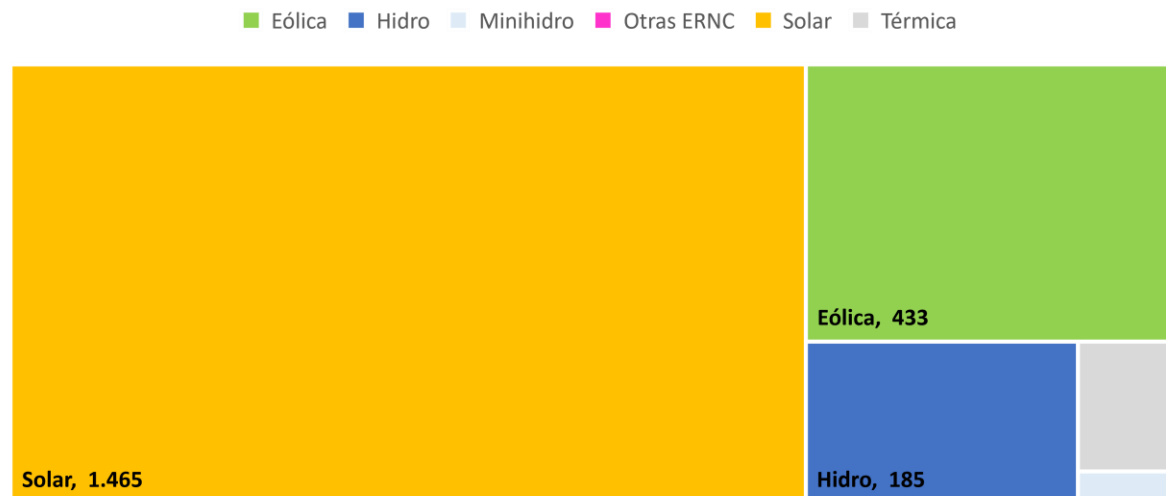 Eólica Hidro Minihidro Otras ERNC Solar Térmica
Eólica, 433
Solar, 1.465
Hidro, 185